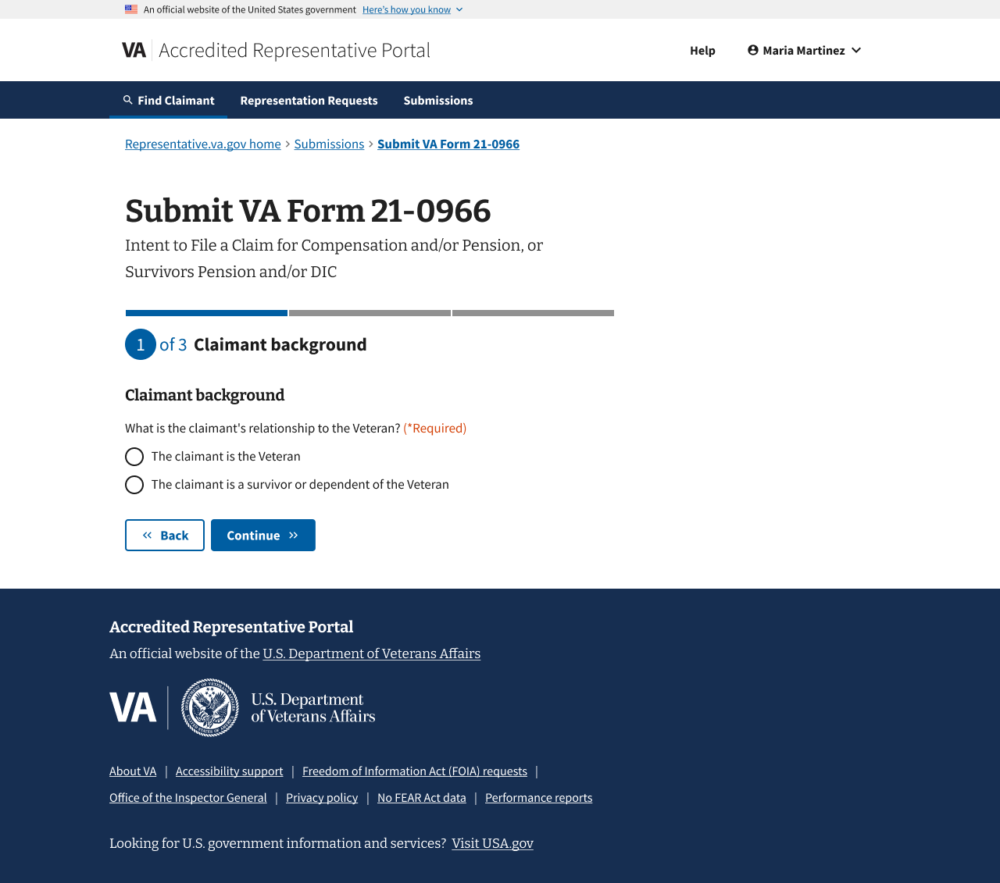 An official website of the United States government Here's how you know
VA Accredited Representative Portal
Help
Maria Martinez
Find Claimant
Representation Requests
Submissions
Representative.va.gov home
Submissions
Submit VA Form 21-0966
Submit VA Form 21-0966
Intent to File a Claim for Compensation and/or Pension, or
Survivors Pension and/or DIC
1 of 3 Claimant background
Claimant background
What is the claimant's relationship to the Veteran? (*Required)
The claimant is the Veteran
The claimant is a survivor or dependent of the Veteran
Back
Continue
Accredited Representative Portal
An official website of the U.S. Department of Veterans Affairs
VA
U.S. Department
of Veterans Affairs
About VA | Accessibility support | Freedom of Information Act (FOIA) requests |
Office of the Inspector General | Privacy policy | No FEAR Act data | Performance reports
Looking for U.S. government information and services? Visit USA.gov